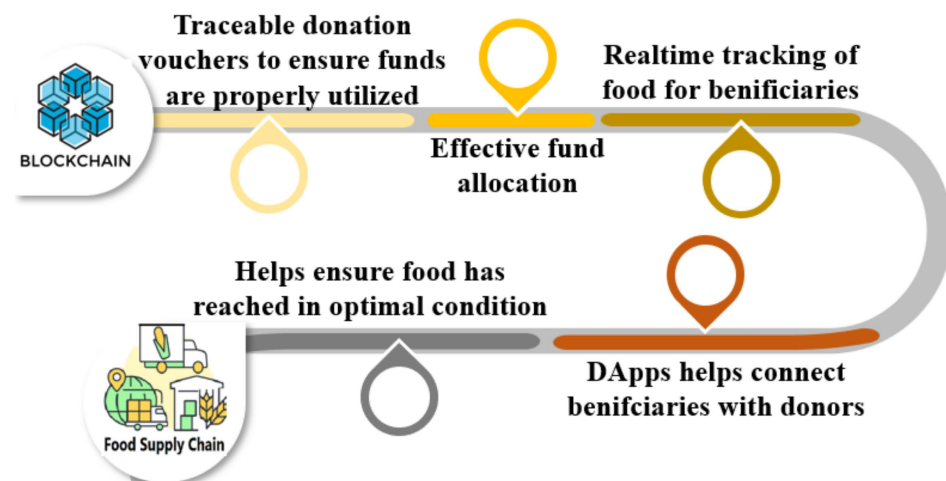 Traceable donation
vouchers to ensure funds
are properly utilized
Realtime tracking of
food for benificiaries
BLOCKCHAIN
Effective fund
allocation
Helps ensure food has
reached in optimal condition
DApps helps connect
benifciaries with donors
Food Supply Chain